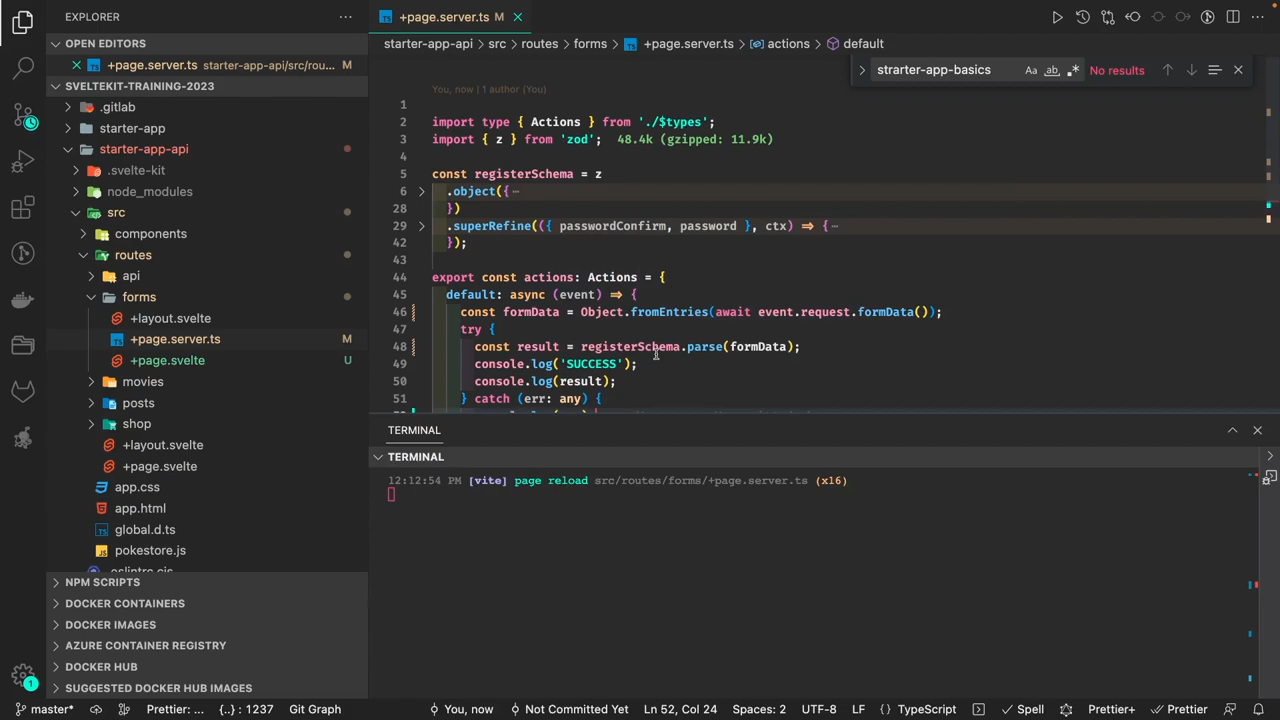 EXPLORER
OPEN EDITORS
+page.server.ts starter-app-api/src/rou... M
SVELTEKIT-TRAINING-2023
.gitlab
starter-app
starter-app-api
.svelte-kit
node_modules
src
components
routes
api
forms
+layout.svelte
+page.server.ts M
+page.svelte U
movies
posts
shop
+layout.svelte
+page.svelte
app.css
app.html
global.d.ts
pokestore.js
.eslintrc.cjs
NPM SCRIPTS
DOCKER CONTAINERS
DOCKER IMAGES
AZURE CONTAINER REGISTRY
DOCKER HUB
SUGGESTED DOCKER HUB IMAGES
+page.server.ts M
starter-app-api > src > routes > forms > +page.server.ts > actions > default
strarter-app-basics Aa ab No results
You, now | 1 author (You)
1
2 import type { Actions } from './$types';
3 import { z } from 'zod'; 48.4k (gzipped: 11.9k)
4
5 const registerSchema = z
6 .object({ ⋯
28 })
29 .superRefine(({ passwordConfirm, password }, ctx) => { ⋯
42 });
43
44 export const actions: Actions = {
45 default: async (event) => {
46 const formData = Object.fromEntries(await event.request.formData());
47 try {
48 const result = registerSchema.parse(formData);
49 console.log('SUCCESS');
50 console.log(result);
51 } catch (err: any) {
TERMINAL
TERMINAL
12:12:54 PM [vite] page reload src/routes/forms/+page.server.ts (x16)
1
master* Prettier: {..} : 1237 Git Graph You, now Not Committed Yet Ln 52, Col 24 Spaces: 2 UTF-8 LF TypeScript Spell Prettier+ Prettier